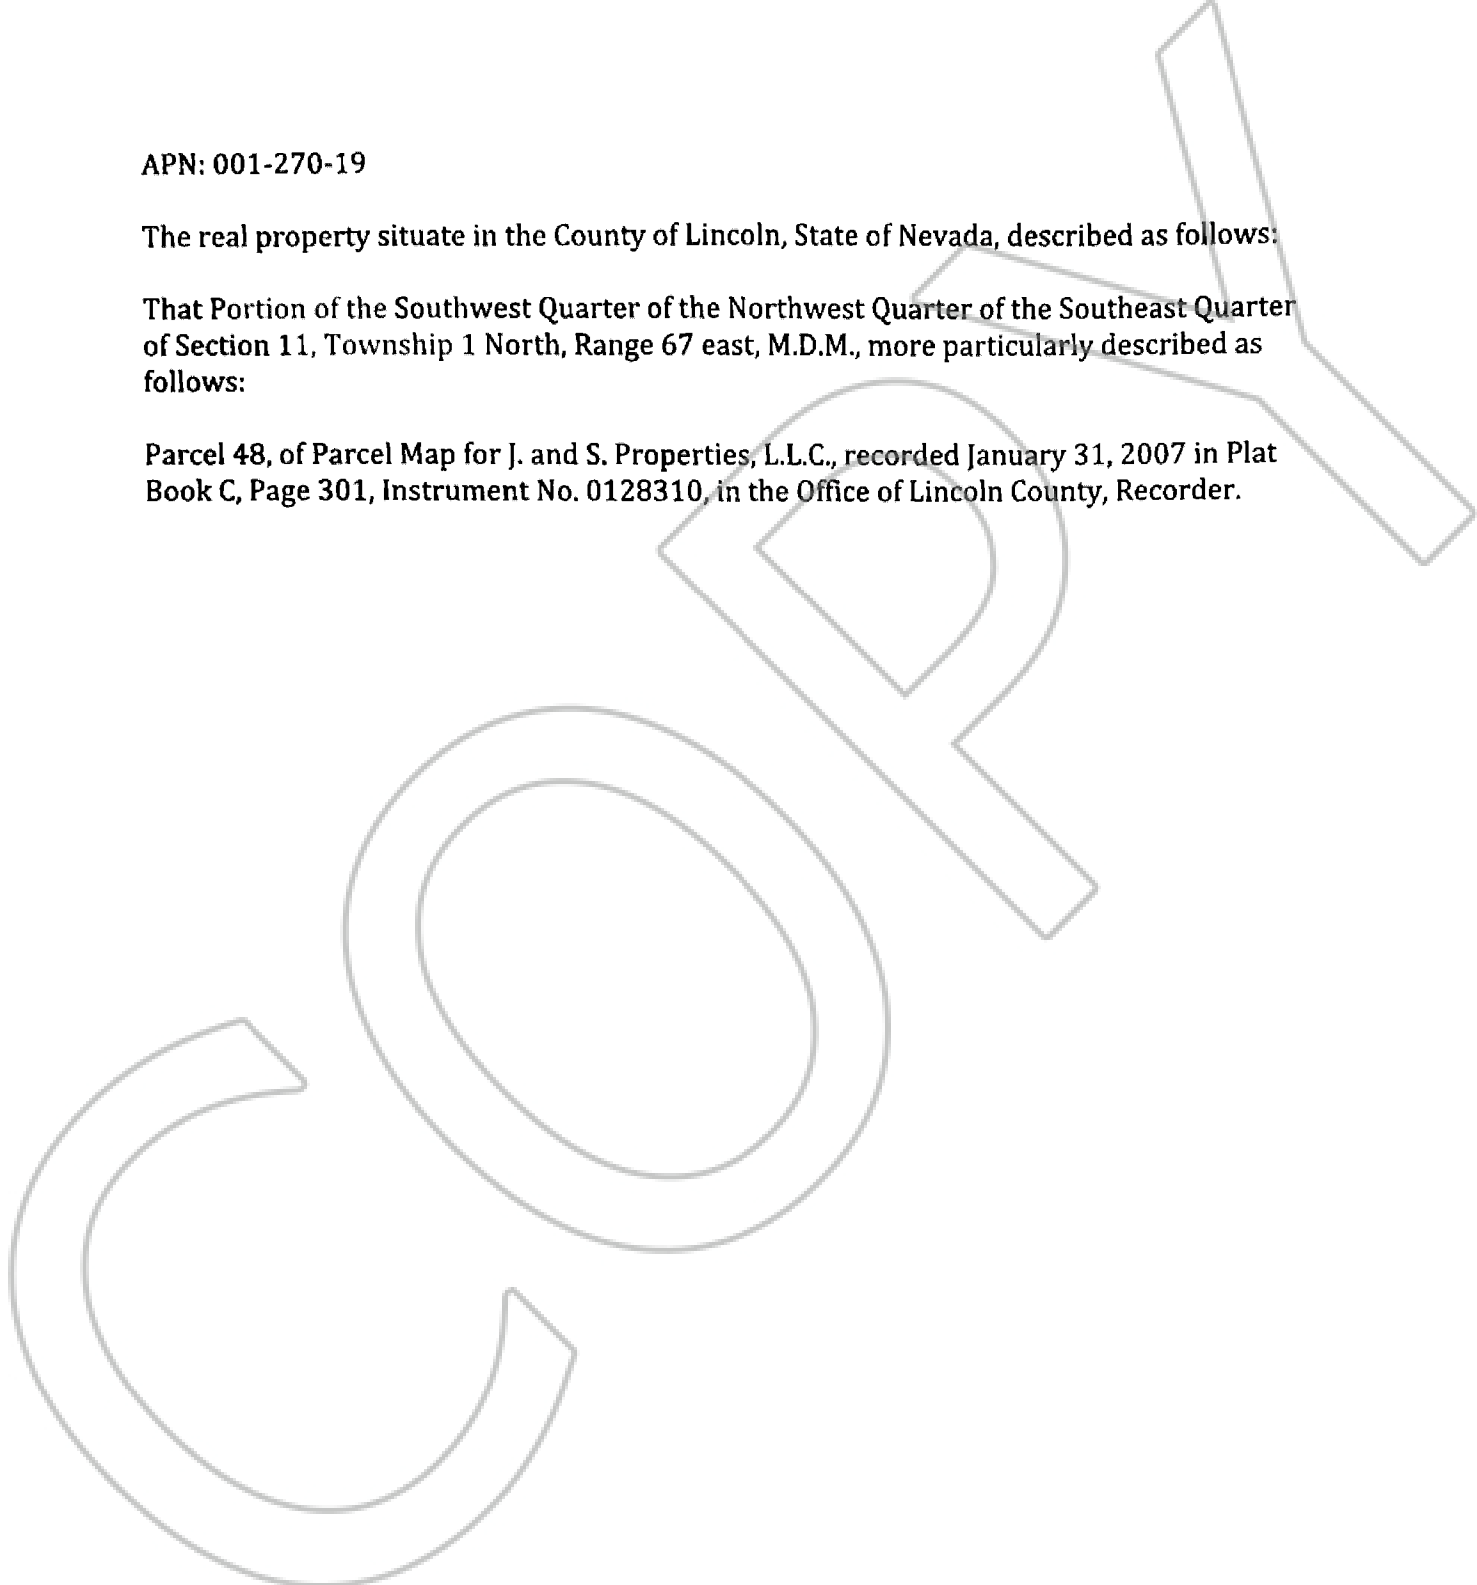 APN: 001-270-19
The real property situate in the County of Lincoln, State of Nevada, described as follows:
That Portion of the Southwest Quarter of the Northwest Quarter of the Southeast Quarter
of Section 11, Township 1 North, Range 67 east, M.D.M., more particularly described as
follows:
Parcel 48, of Parcel Map for J. and S. Properties, L.L.C., recorded January 31, 2007 in Plat
Book C, Page 301, Instrument No. 0128310, in the Office of Lincoln County, Recorder.
COPY